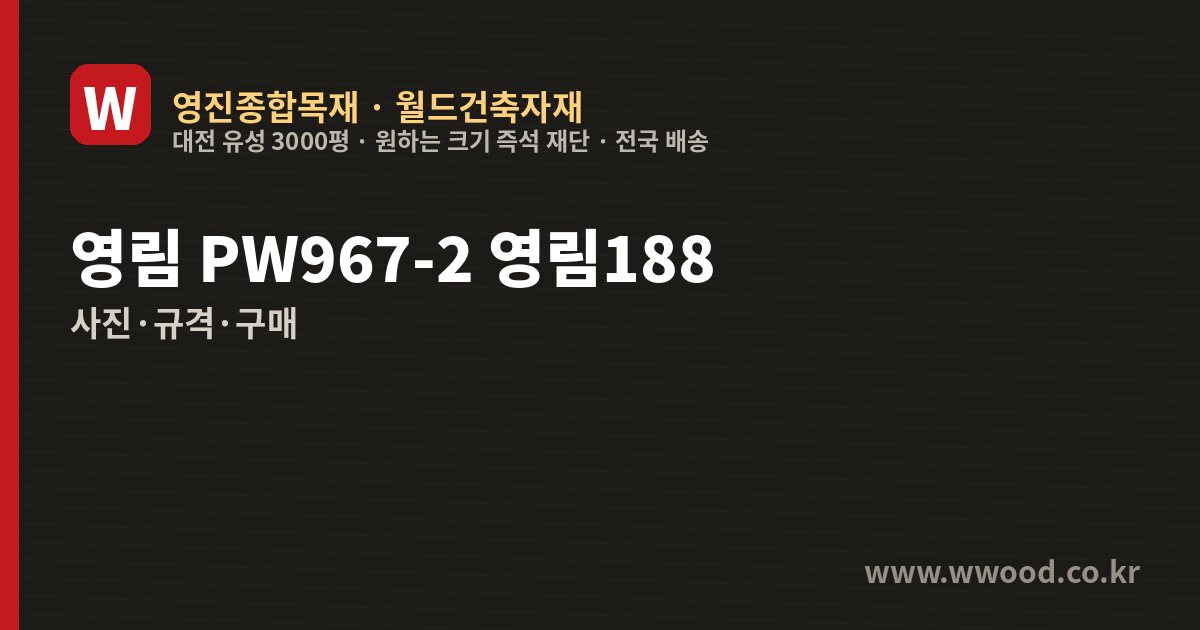 W
영진종합목재 · 월드건축자재
대전 유성 3000평 · 원하는 크기 즉석 재단 · 전국 배송
영림 PW967-2 영림188
사진·규격·구매
www.wwood.co.kr